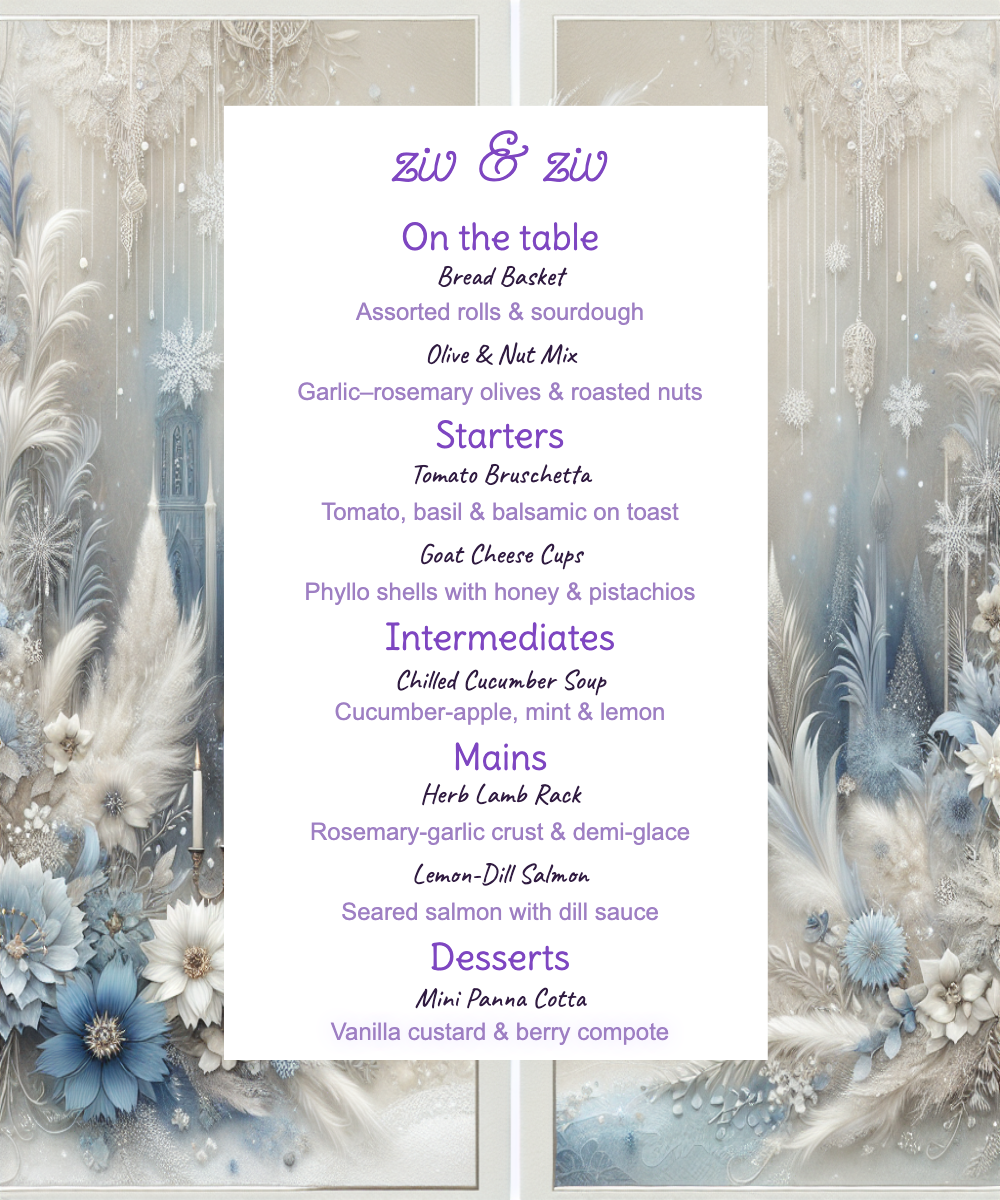 ziv & ziv
On the table
Bread Basket
Assorted rolls & sourdough
Olive & Nut Mix
Garlic–rosemary olives & roasted nuts
Starters
Tomato Bruschetta
Tomato, basil & balsamic on toast
Goat Cheese Cups
Phyllo shells with honey & pistachios
Intermediates
Chilled Cucumber Soup
Cucumber-apple, mint & lemon
Mains
Herb Lamb Rack
Rosemary-garlic crust & demi-glace
Lemon-Dill Salmon
Seared salmon with dill sauce
Desserts
Mini Panna Cotta
Vanilla custard & berry compote